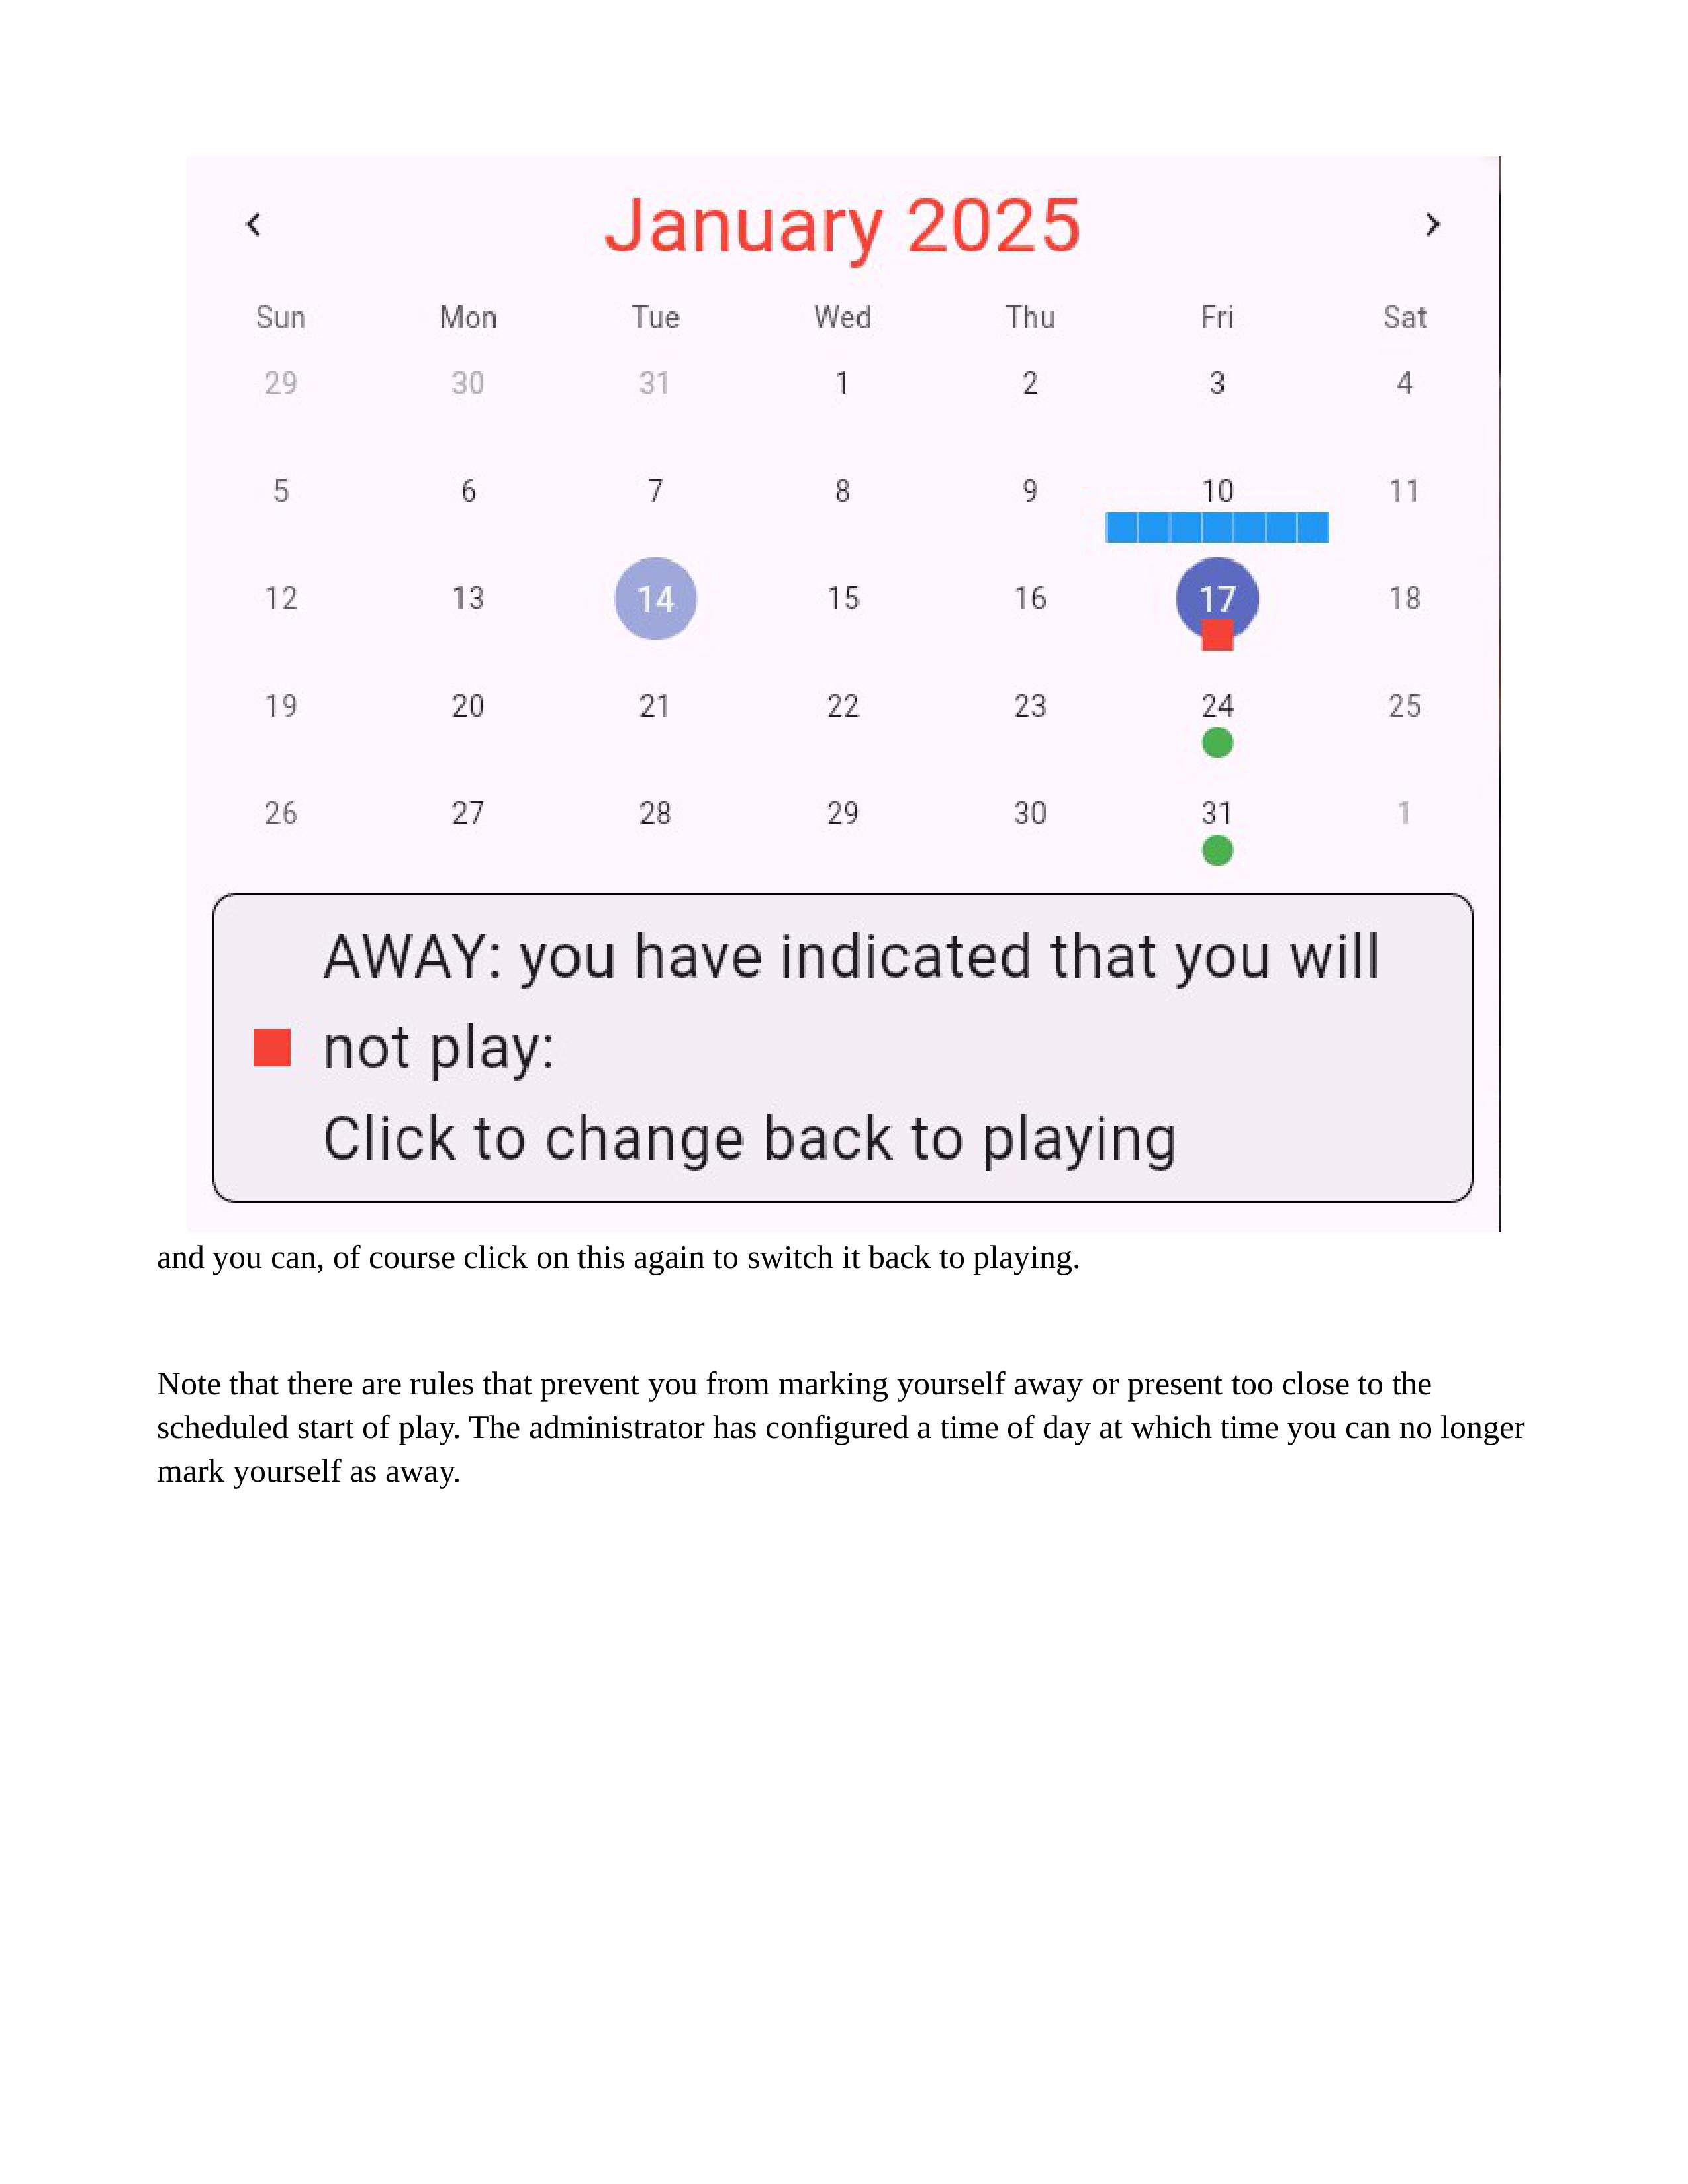 January 2025
Sun Mon Tue Wed Thu Fri Sat
29 30 31 1 2 3 4
5 6 7 8 9 10 11
12 13 14 15 16 17 18
19 20 21 22 23 24 25
26 27 28 29 30 31 1
AWAY: you have indicated that you will
not play:
Click to change back to playing
and you can, of course click on this again to switch it back to playing.
Note that there are rules that prevent you from marking yourself away or present too close to the
scheduled start of play. The administrator has configured a time of day at which time you can no longer
mark yourself as away.